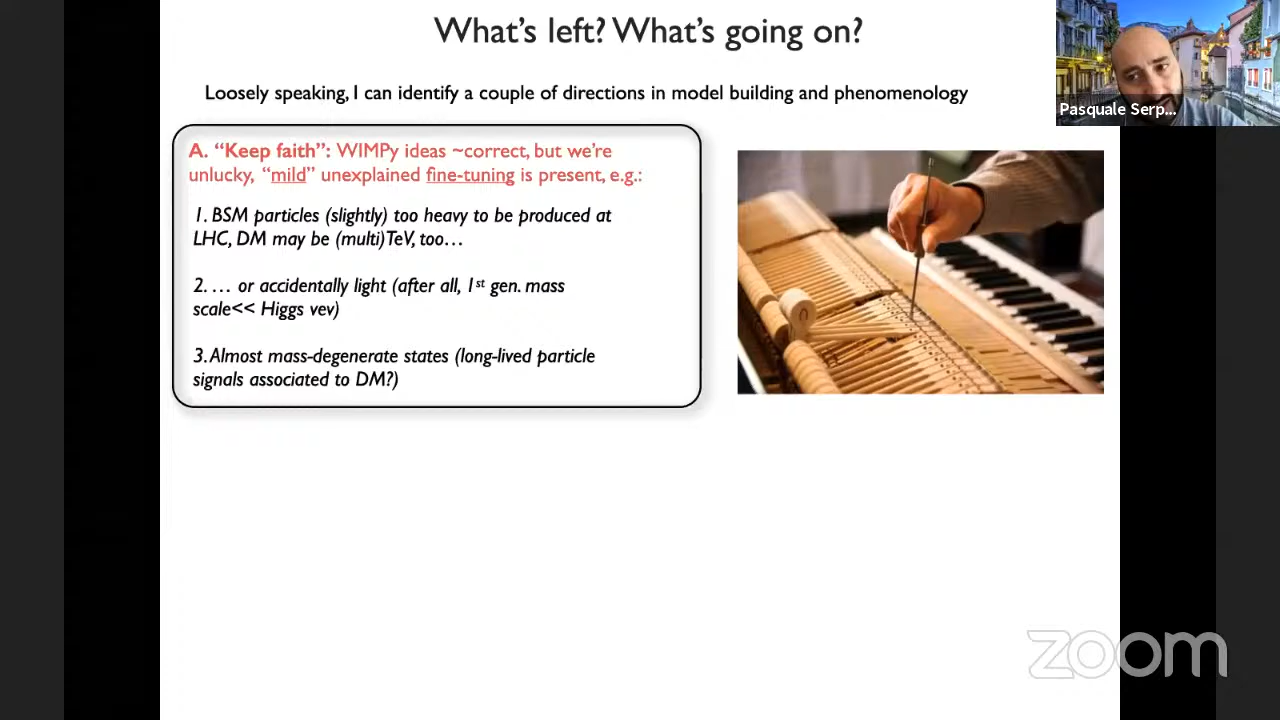 What's left? What's going on?
Loosely speaking, I can identify a couple of directions in model building and phenomenology
Pasquale Serp...
A. “Keep faith”: WIMPy ideas ~correct, but we're
unlucky, “mild” unexplained fine-tuning is present, e.g.:
1. BSM particles (slightly) too heavy to be produced at
LHC, DM may be (multi)TeV, too…
2. … or accidentally light (after all, 1st gen. mass
scale<< Higgs vev)
3. Almost mass-degenerate states (long-lived particle
signals associated to DM?)
zoom